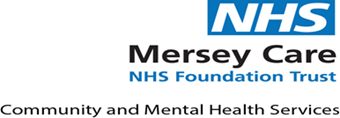 NHS
Mersey Care
NHS Foundation Trust
Community and Mental Health Services